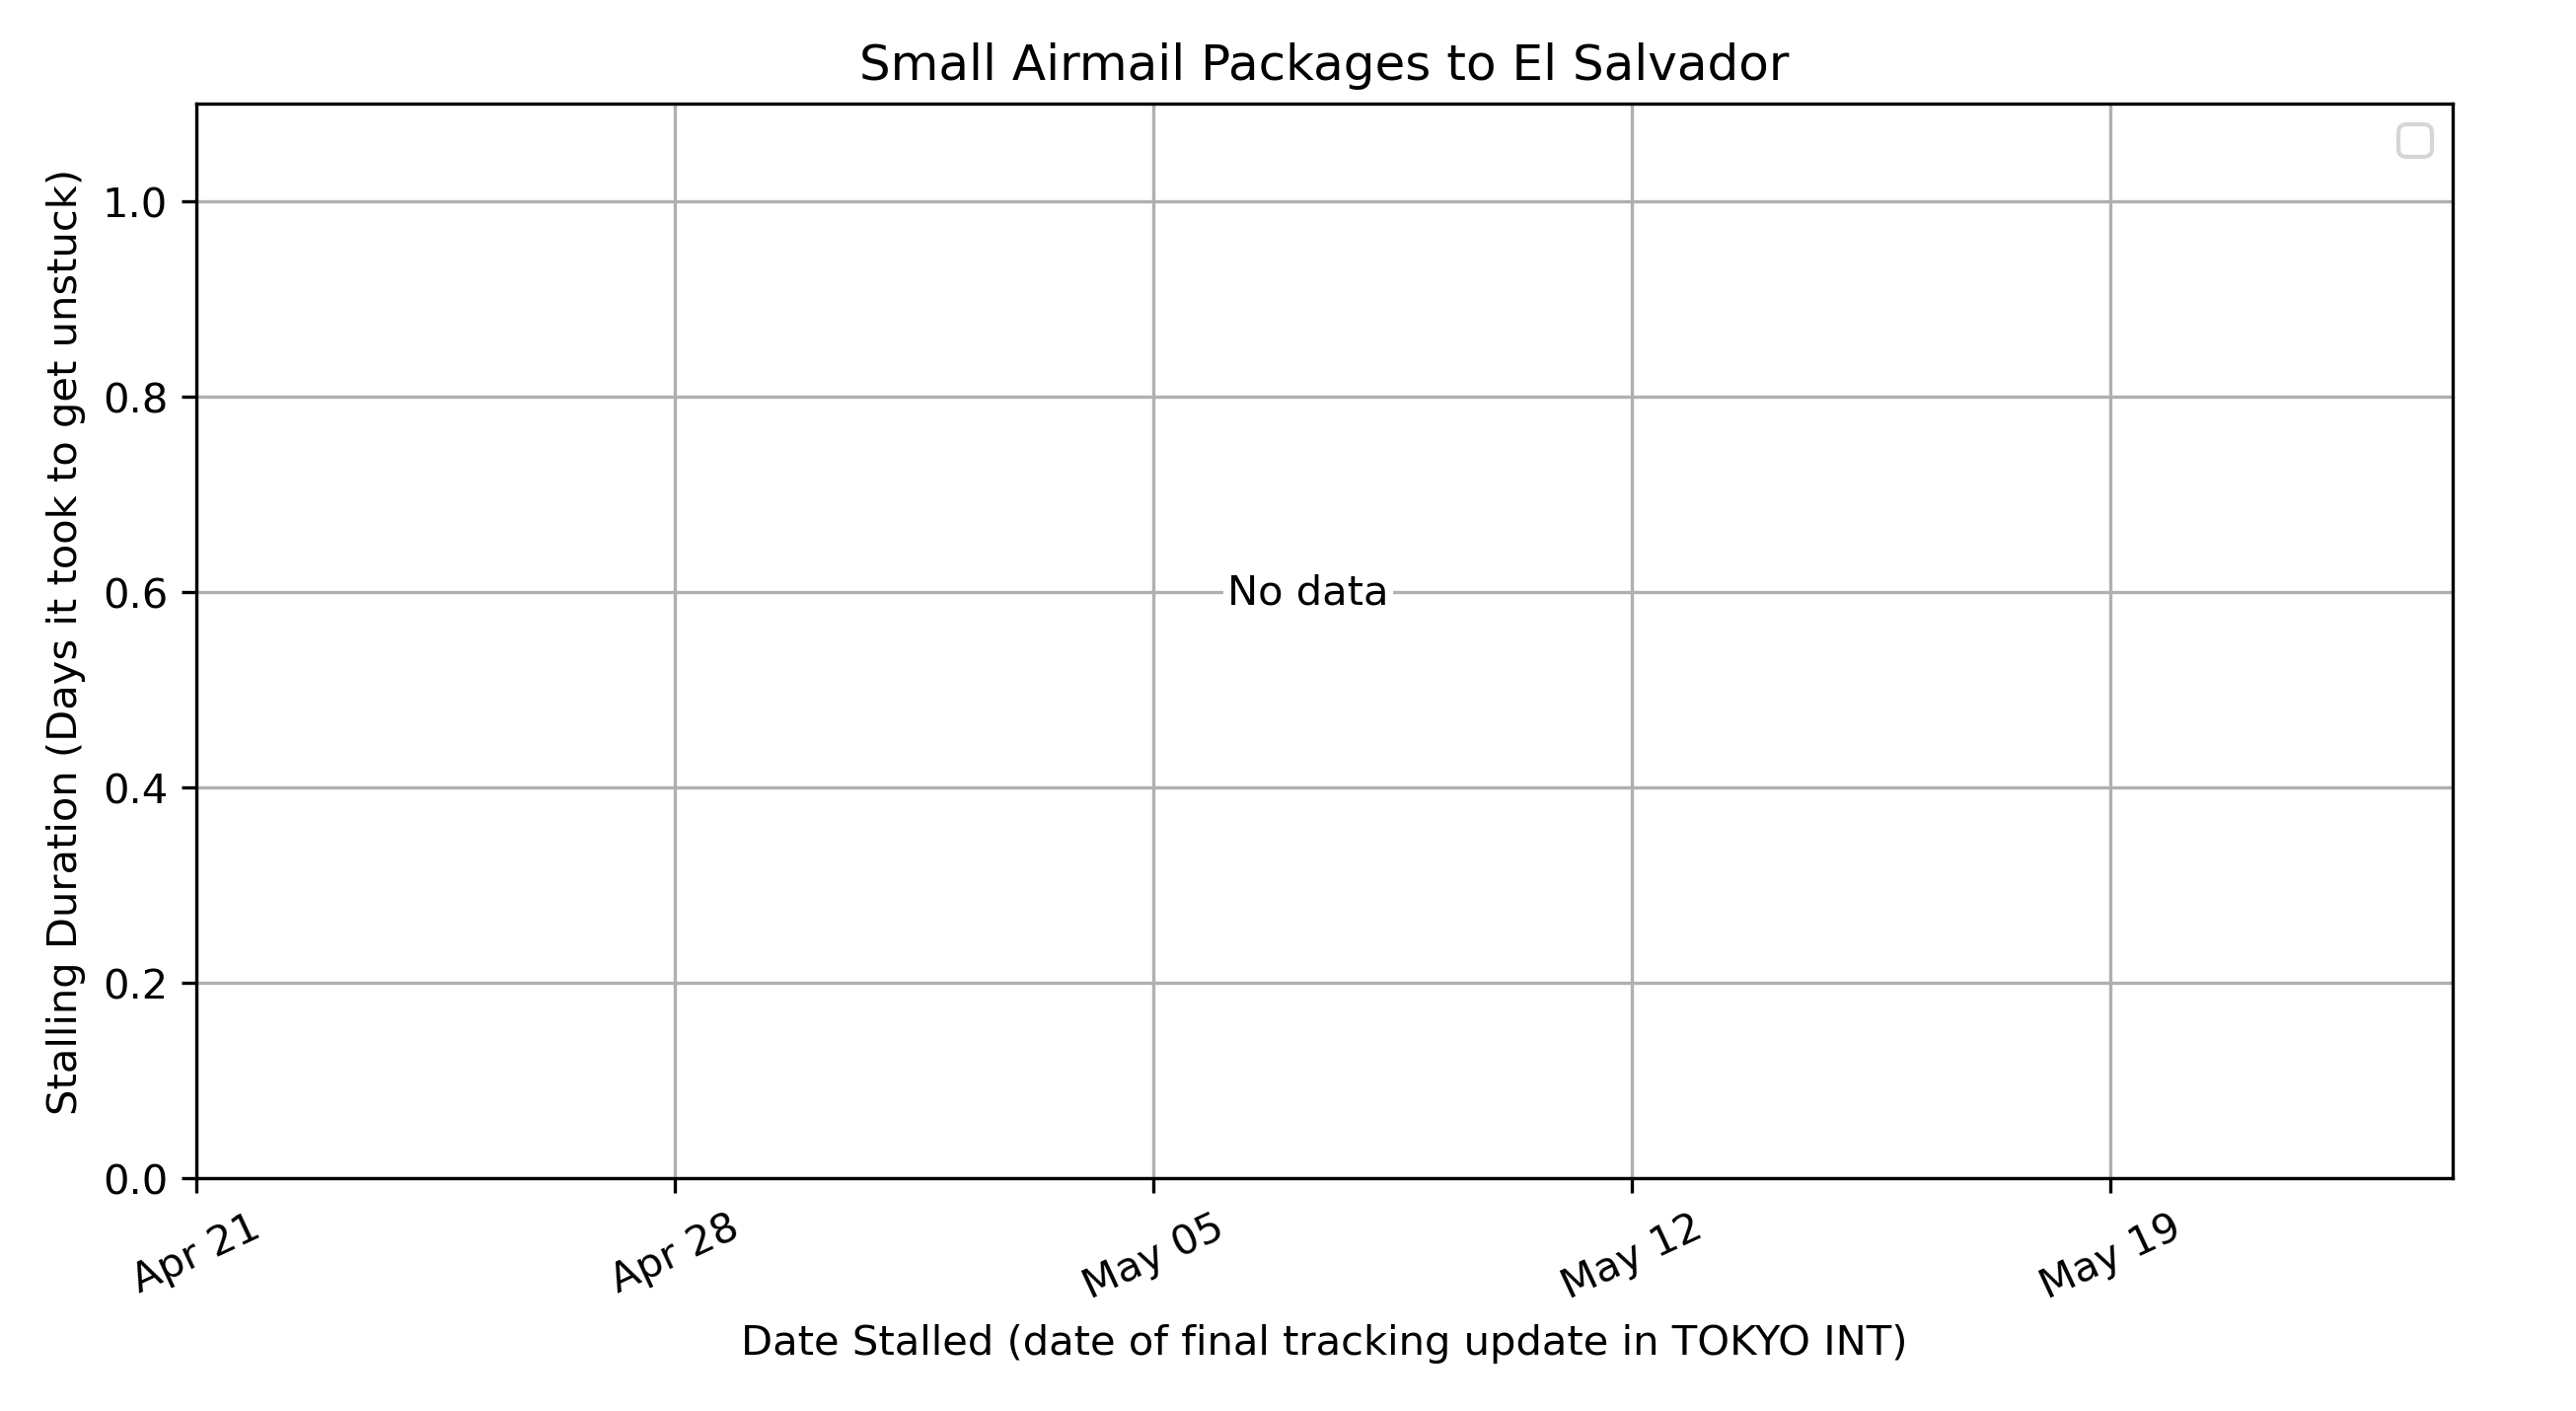 Small Airmail Packages to El Salvador
Stalling Duration (Days it took to get unstuck)
1.0
0.8
0.6
0.4
0.2
0.0
No data
Apr 21
Apr 28
May 05
May 12
May 19
Date Stalled (date of final tracking update in TOKYO INT)